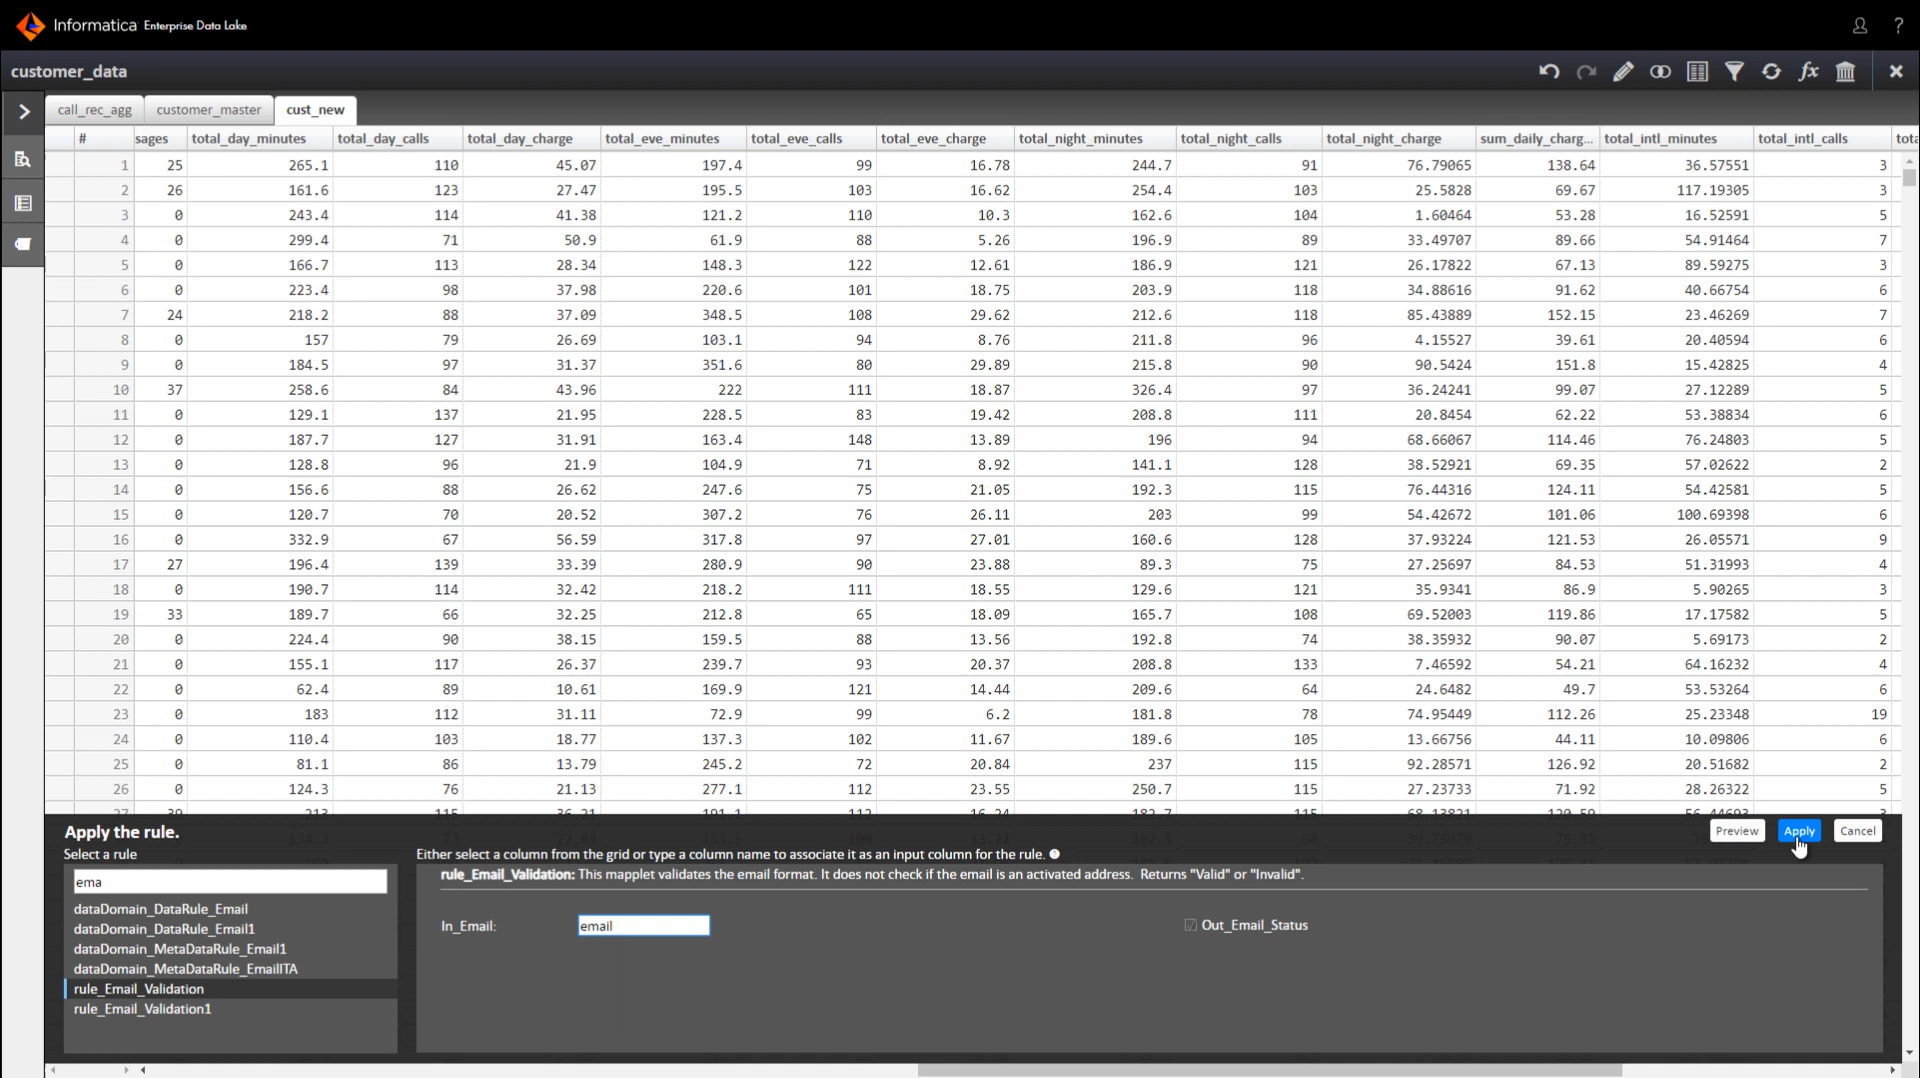 Informatica Enterprise Data Lake
?
customer_data
fx
call_rec_agg customer_master cust_new
# sages total_day_minutes total_day_calls total_day_charge total_eve_minutes total_eve_calls total_eve_charge total_night_minutes total_night_calls total_night_charge sum_daily_charg... total_intl_minutes total_intl_calls tota
1 25 265.1 110 45.07 197.4 99 16.78 244.7 91 76.79065 138.64 36.57551 3
2 26 161.6 123 27.47 195.5 103 16.62 254.4 103 25.5828 69.67 117.19305 3
3 0 243.4 114 41.38 121.2 110 10.3 162.6 104 1.60464 53.28 16.52591 5
4 0 299.4 71 50.9 61.9 88 5.26 196.9 89 33.49707 89.66 54.91464 7
5 0 166.7 113 28.34 148.3 122 12.61 186.9 121 26.17822 67.13 89.59275 3
6 0 223.4 98 37.98 220.6 101 18.75 203.9 118 34.88616 91.62 40.66754 6
7 24 218.2 88 37.09 348.5 108 29.62 212.6 118 85.43889 152.15 23.46269 7
8 0 157 79 26.69 103.1 94 8.76 211.8 96 4.15527 39.61 20.40594 6
9 0 184.5 97 31.37 351.6 80 29.89 215.8 90 90.5424 151.8 15.42825 4
10 37 258.6 84 43.96 222 111 18.87 326.4 97 36.24241 99.07 27.12289 5
11 0 129.1 137 21.95 228.5 83 19.42 208.8 111 20.8454 62.22 53.38834 6
12 0 187.7 127 31.91 163.4 148 13.89 196 94 68.66067 114.46 76.24803 5
13 0 128.8 96 21.9 104.9 71 8.92 141.1 128 38.52921 69.35 57.02622 2
14 0 156.6 88 26.62 247.6 75 21.05 192.3 115 76.44316 124.11 54.42581 5
15 0 120.7 70 20.52 307.2 76 26.11 203 99 54.42672 101.06 100.69398 6
16 0 332.9 67 56.59 317.8 97 27.01 160.6 128 37.93224 121.53 26.05571 9
17 27 196.4 139 33.39 280.9 90 23.88 89.3 75 27.25697 84.53 51.31993 4
18 0 190.7 114 32.42 218.2 111 18.55 129.6 121 35.9341 86.9 5.90265 3
19 33 189.7 66 32.25 212.8 65 18.09 165.7 108 69.52003 119.86 17.17582 5
20 0 224.4 90 38.15 159.5 88 13.56 192.8 74 38.35932 90.07 5.69173 2
21 0 155.1 117 26.37 239.7 93 20.37 208.8 133 7.46592 54.21 64.16232 4
22 0 62.4 89 10.61 169.9 121 14.44 209.6 64 24.6482 49.7 53.53264 6
23 0 183 112 31.11 72.9 99 6.2 181.8 78 74.95449 112.26 25.23348 19
24 0 110.4 103 18.77 137.3 102 11.67 189.6 105 13.66756 44.11 10.09806 6
25 0 81.1 86 13.79 245.2 72 20.84 237 115 92.28571 126.92 20.51682 2
26 0 124.3 76 21.13 277.1 112 23.55 250.7 115 27.23733 71.92 28.26322 5
Apply the rule.
Preview Apply Cancel
Select a rule
Either select a column from the grid or type a column name to associate it as an input column for the rule.
ema
rule_Email_Validation: This mapplet validates the email format. It does not check if the email is an activated address. Returns "Valid" or "Invalid".
dataDomain_DataRule_Email
dataDomain_DataRule_Email1
dataDomain_MetaDataRule_Email1
dataDomain_MetaDataRule_EmailITA
rule_Email_Validation
rule_Email_Validation1
In_Email: email
Out_Email_Status